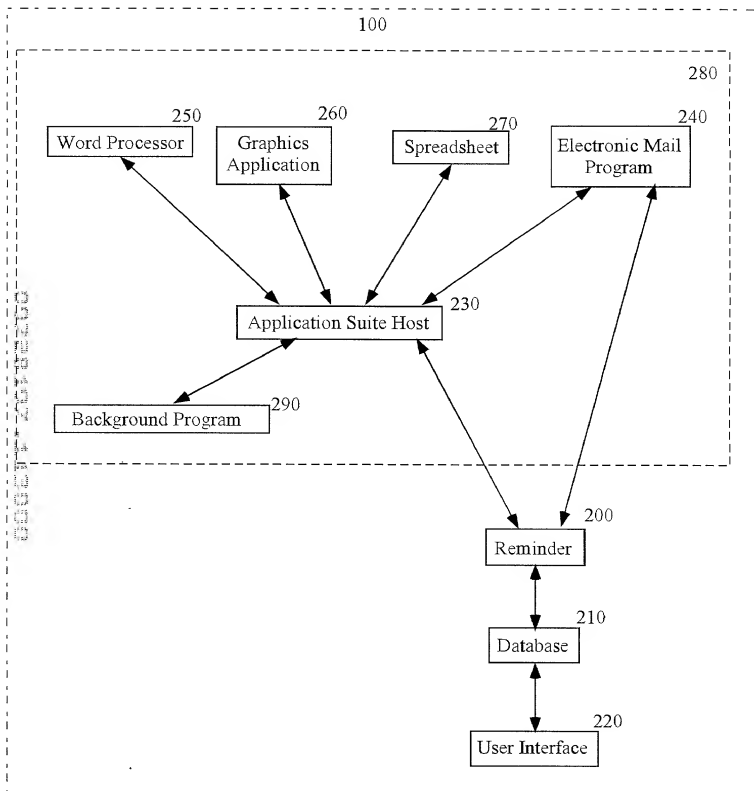 100
280
250
260
270
240
Word Processor
Graphics
Application
Spreadsheet
Electronic Mail
Program
230
Application Suite Host
290
Background Program
200
Reminder
210
Database
220
User Interface